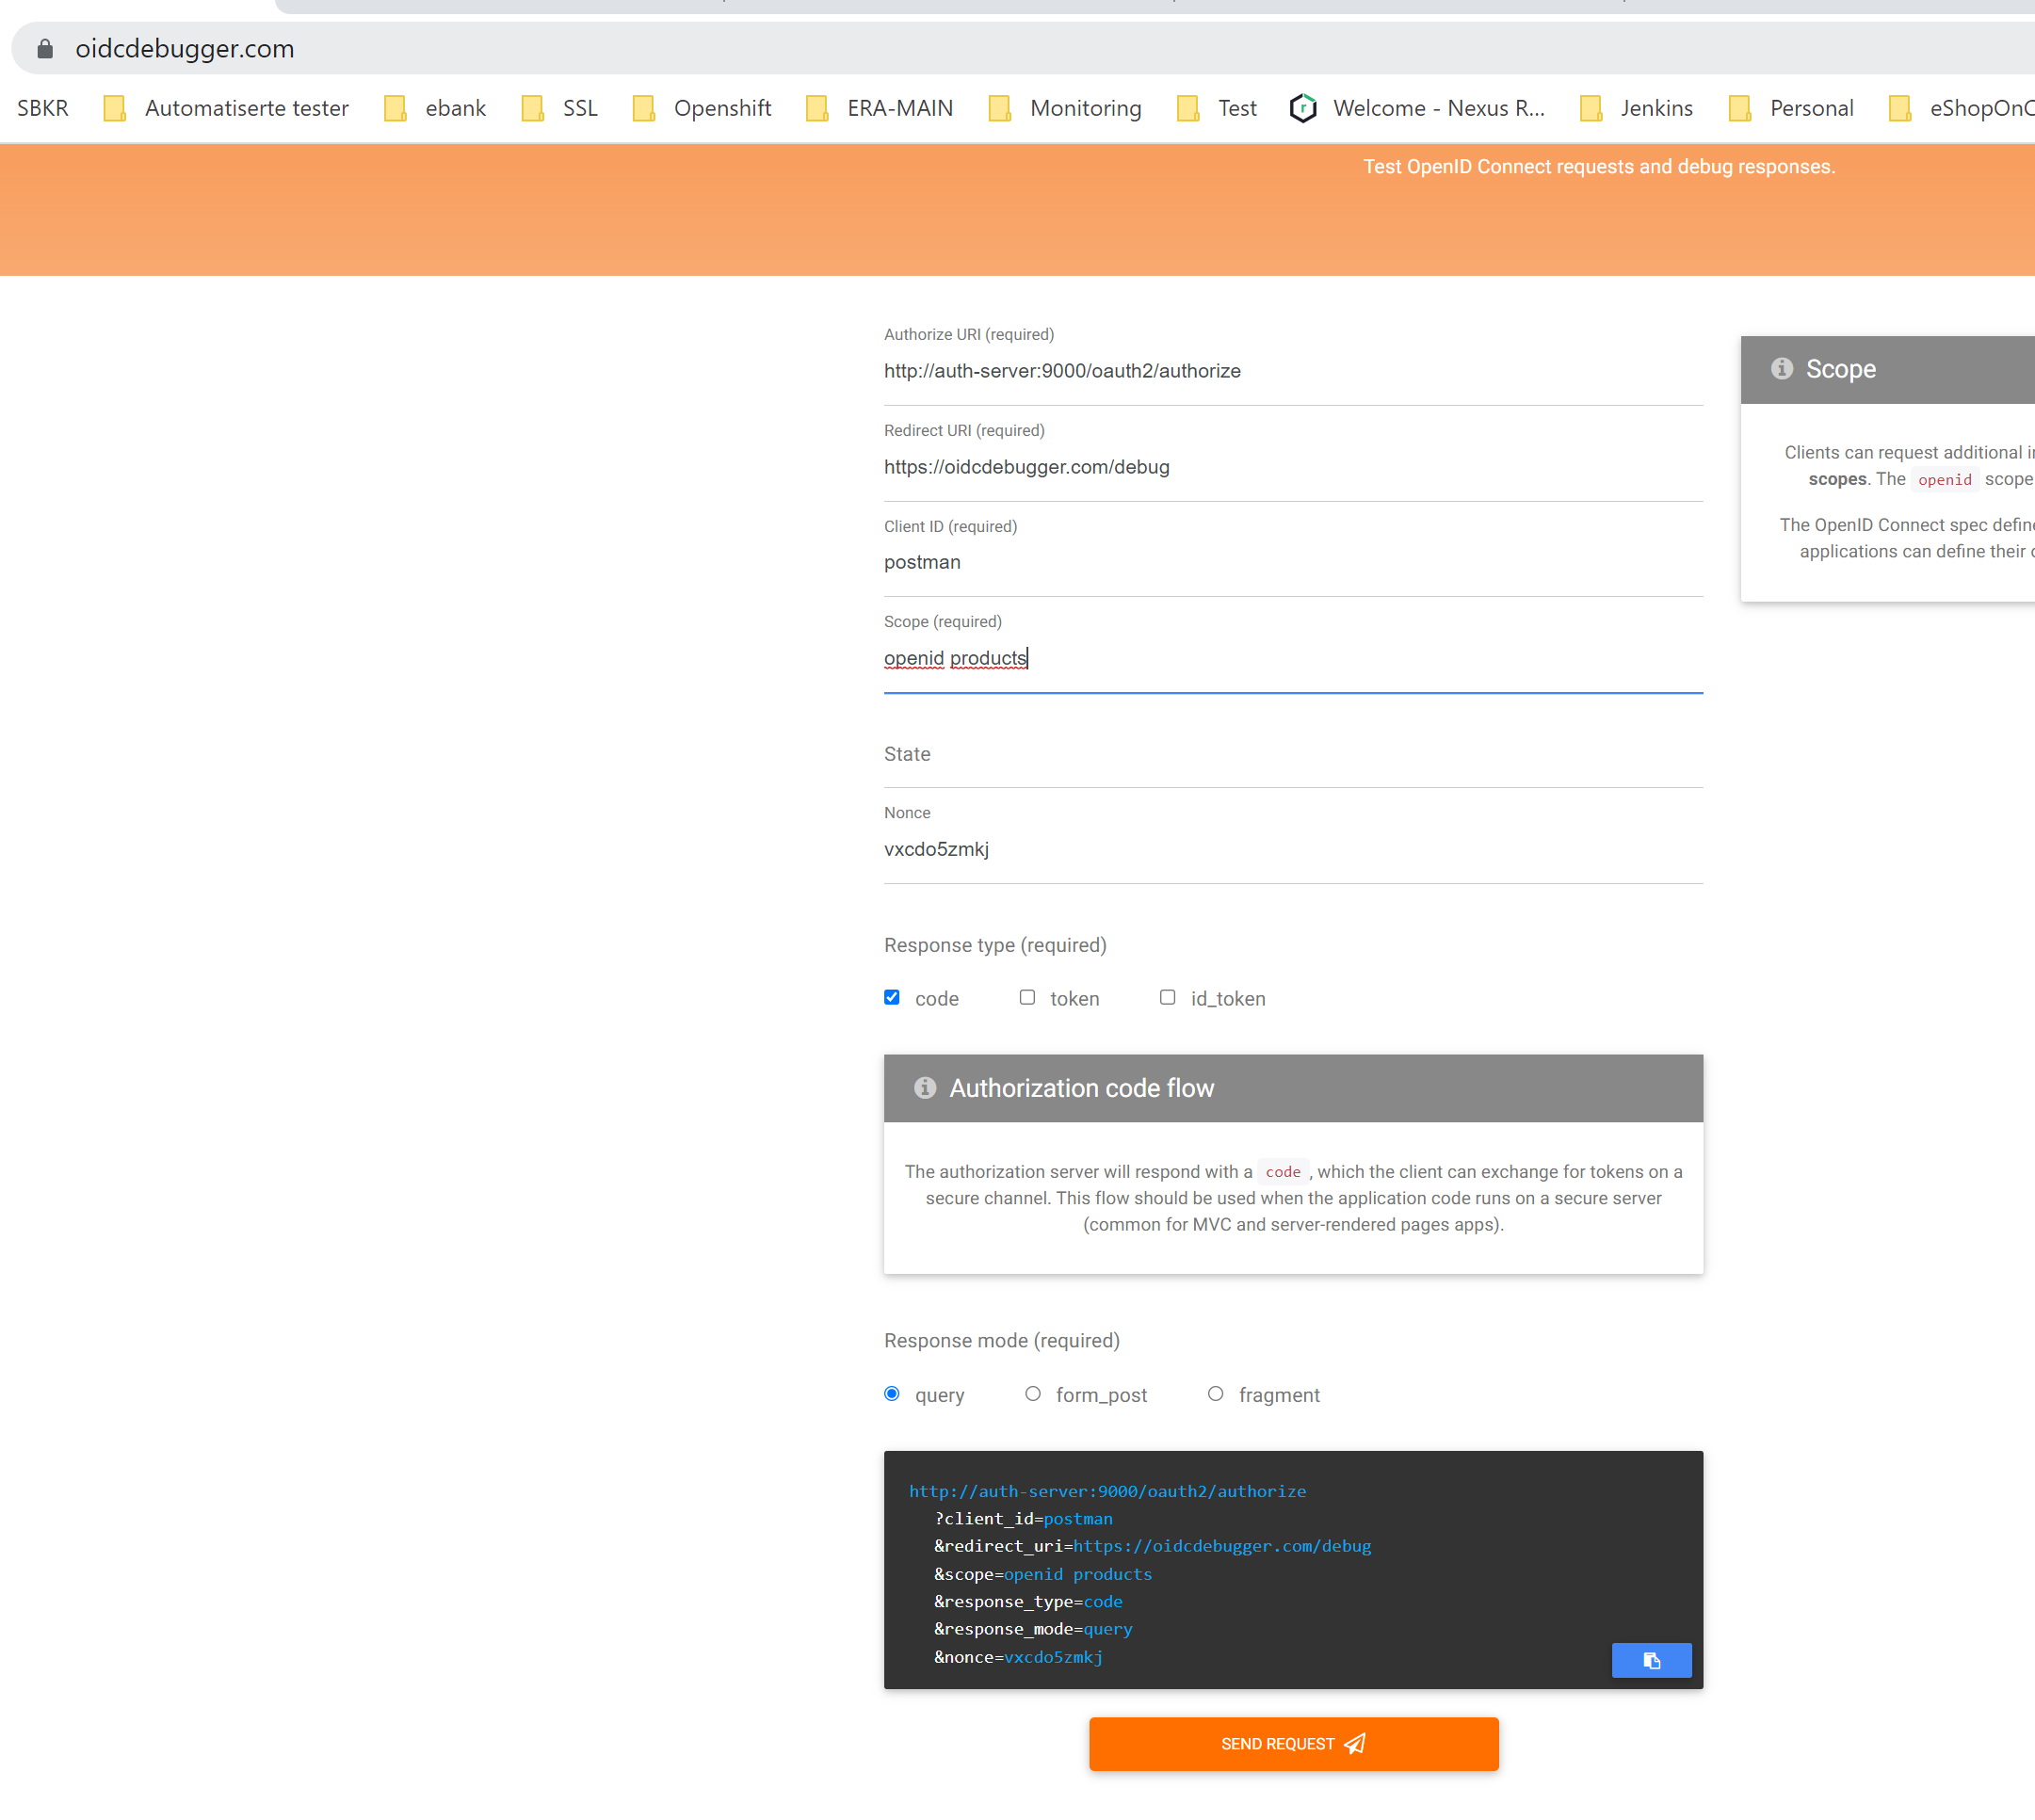 oidcdebugger.com
SBKR Automatiserte tester ebank SSL Openshift ERA-MAIN Monitoring Test Welcome - Nexus R... Jenkins Personal
Test OpenID Connect requests and debug responses.
Authorize URI (required)
http://auth-server:9000/oauth2/authorize
Redirect URI (required)
https://oidcdebugger.com/debug
Client ID (required)
postman
Scope (required)
openid products
State
Nonce
vxcdo5zmkj
Response type (required)
code token id_token
Authorization code flow
The authorization server will respond with a code, which the client can exchange for tokens on a
secure channel. This flow should be used when the application code runs on a secure server
(common for MVC and server-rendered pages apps).
Response mode (required)
query form_post fragment
http://auth-server:9000/oauth2/authorize
?client_id=postman
&redirect_uri=https://oidcdebugger.com/debug
&scope=openid products
&response_type=code
&response_mode=query
&nonce=vxcdo5zmkj
SEND REQUEST
Scope
Clients can request additional
scopes. The openid scope
The OpenID Connect spec
applications can define their